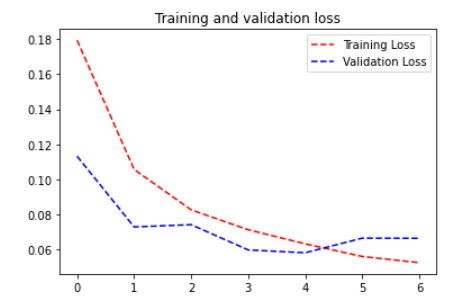 Training and validation loss
0.18
0.16
0.14
0.12
0.10
0.08
0.06
Training Loss
Validation Loss
0 1 2 3 4 5 6